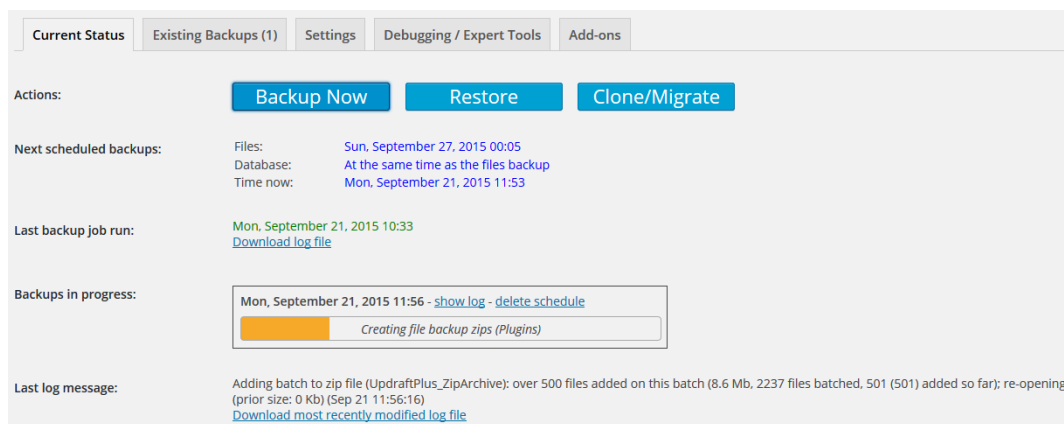 Current Status Existing Backups (1) Settings Debugging / Expert Tools Add-ons
Actions: Backup Now Restore Clone/Migrate
Next scheduled backups: Files: Sun, September 27, 2015 00:05
Database: At the same time as the files backup
Time now: Mon, September 21, 2015 11:53
Last backup job run: Mon, September 21, 2015 10:33
Download log file
Backups in progress: Mon, September 21, 2015 11:56 - show log - delete schedule
Creating file backup zips (Plugins)
Last log message: Adding batch to zip file (UpdraftPlus_ZipArchive): over 500 files added on this batch (8.6 Mb, 2237 files batched, 501 (501) added so far); re-opening
(prior size: 0 Kb) (Sep 21 11:56:16)
Download most recently modified log file